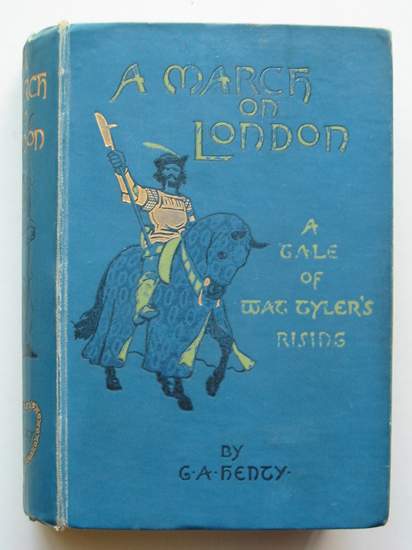 A MARCH
ON
LONDON
A
TALE
OF
WAT TYLER'S
RISING
BY
G·A·HENTY·